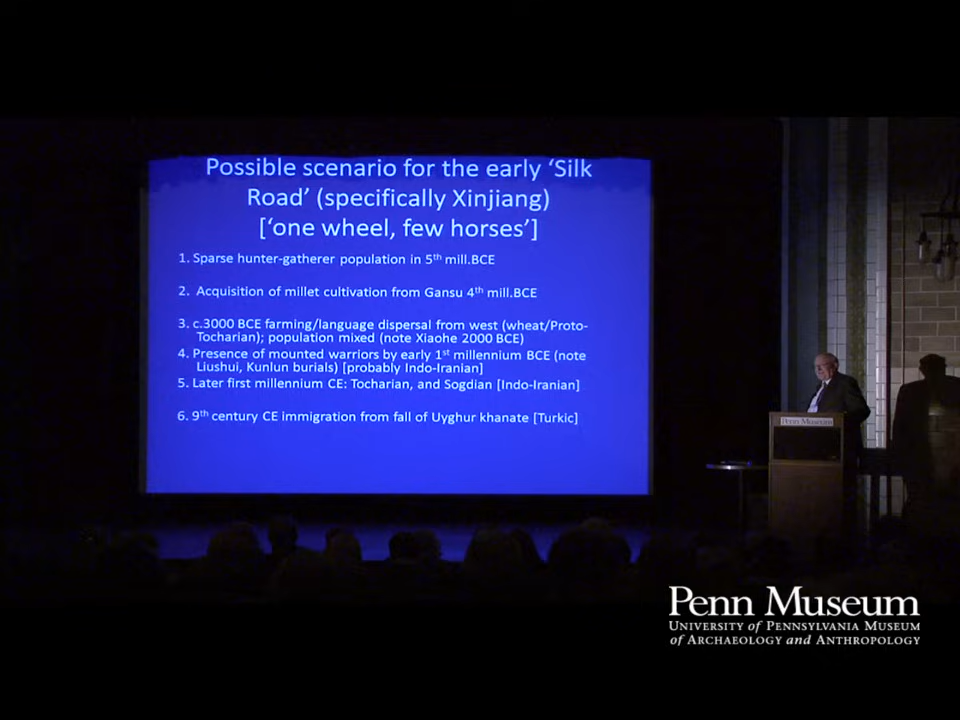 Possible scenario for the early ‘Silk
Road’ (specifically Xinjiang)
[‘one wheel, few horses’]
1. Sparse hunter-gatherer population in 5th mill.BCE
2. Acquisition of millet cultivation from Gansu 4th mill.BCE
3. c.3000 BCE farming/language dispersal from west (wheat/Proto-
Tocharian); population mixed (note Xiaohe 2000 BCE)
4. Presence of mounted warriors by early 1st millennium BCE (note
Liushui, Kunlun burials) [probably Indo-Iranian]
5. Later first millennium CE: Tocharian, and Sogdian [Indo-Iranian]
6. 9th century CE immigration from fall of Uyghur khanate [Turkic]
Penn Museum
Penn Museum
University of Pennsylvania Museum
of Archaeology and Anthropology